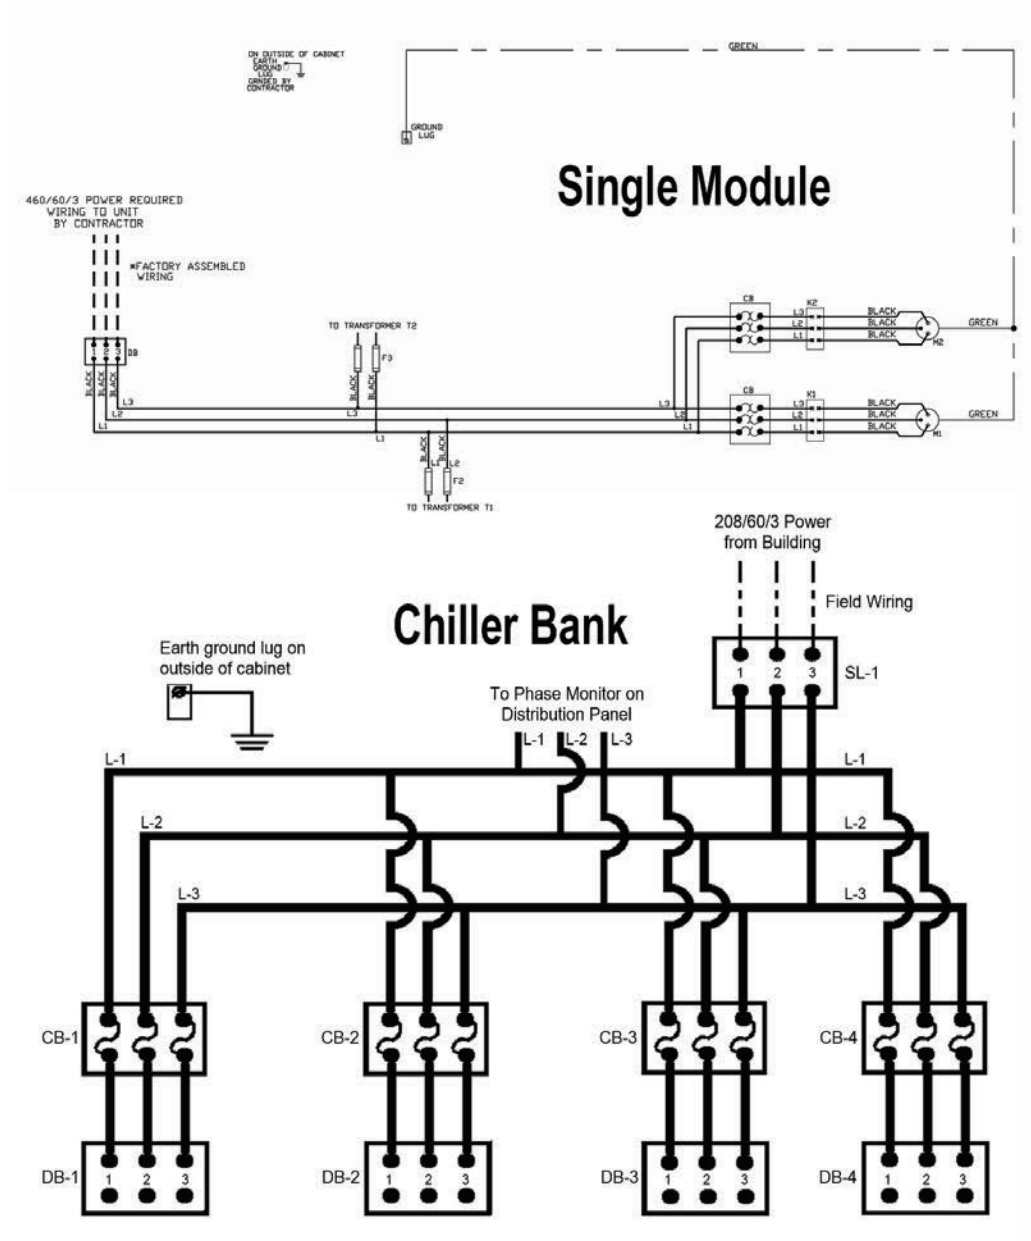 ON OUTSIDE OF CABINET
EARTH
GROUND
LUG
GRNDED BY
CONTRACTOR
GREEN
GROUND
LUG
Single Module
460/60/3 POWER REQUIRED
WIRING TO UNIT
BY CONTRACTOR
*FACTORY ASSEMBLED
WIRING
TO TRANSFORMER T2
1 2 3 DB
F3
BLACK BLACK BLACK
BLACK BLACK
L3
L2
L1
L3
L1
CB
K2
L3 BLACK
L2 BLACK
L1 BLACK
GREEN
M2
CB
K1
L3
L2
L1
L3 BLACK
L2 BLACK
L1 BLACK
GREEN
M1
BLACK BLACK
L1 L2
F2
TO TRANSFORMER T1
208/60/3 Power
from Building
Field Wiring
Chiller Bank
Earth ground lug on
outside of cabinet
1 2 3
SL-1
To Phase Monitor on
Distribution Panel
L-1 L-2 L-3
L-1 L-1
L-2 L-2
L-3 L-3
CB-1 CB-2 CB-3 CB-4
DB-1 1 2 3 DB-2 1 2 3 DB-3 1 2 3 DB-4 1 2 3